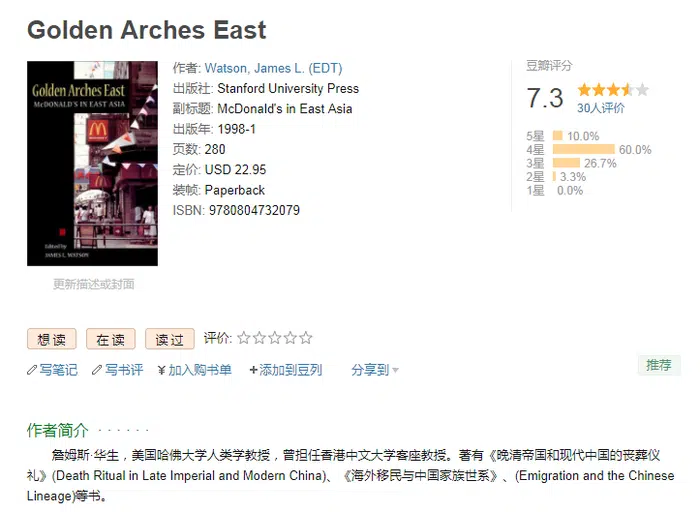 Golden Arches East
Golden Arches East
MCDONALD'S IN EAST ASIA
Edited by
JAMES L. WATSON
更新描述或封面
作者: Watson, James L. (EDT)
出版社: Stanford University Press
副标题: McDonald's in East Asia
出版年: 1998-1
页数: 280
定价: USD 22.95
装帧: Paperback
ISBN: 9780804732079
豆瓣评分
7.3
30人评价
5星 10.0%
4星 60.0%
3星 26.7%
2星 3.3%
1星 0.0%
想读 在读 读过 评价:
写笔记 写书评 ¥加入购书单 +添加到豆列 分享到
推荐
作者简介 · · · · · ·
詹姆斯·华生，美国哈佛大学人类学教授，曾担任香港中文大学客座教授。著有《晚清帝国和现代中国的丧葬仪
礼》(Death Ritual in Late Imperial and Modern China)、《海外移民与中国家族世系》、(Emigration and the Chinese
Lineage)等书。